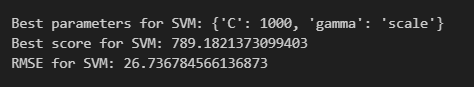 Best parameters for SVM: {'C': 1000, 'gamma': 'scale'}
Best score for SVM: 789.1821373099403
RMSE for SVM: 26.736784566136873